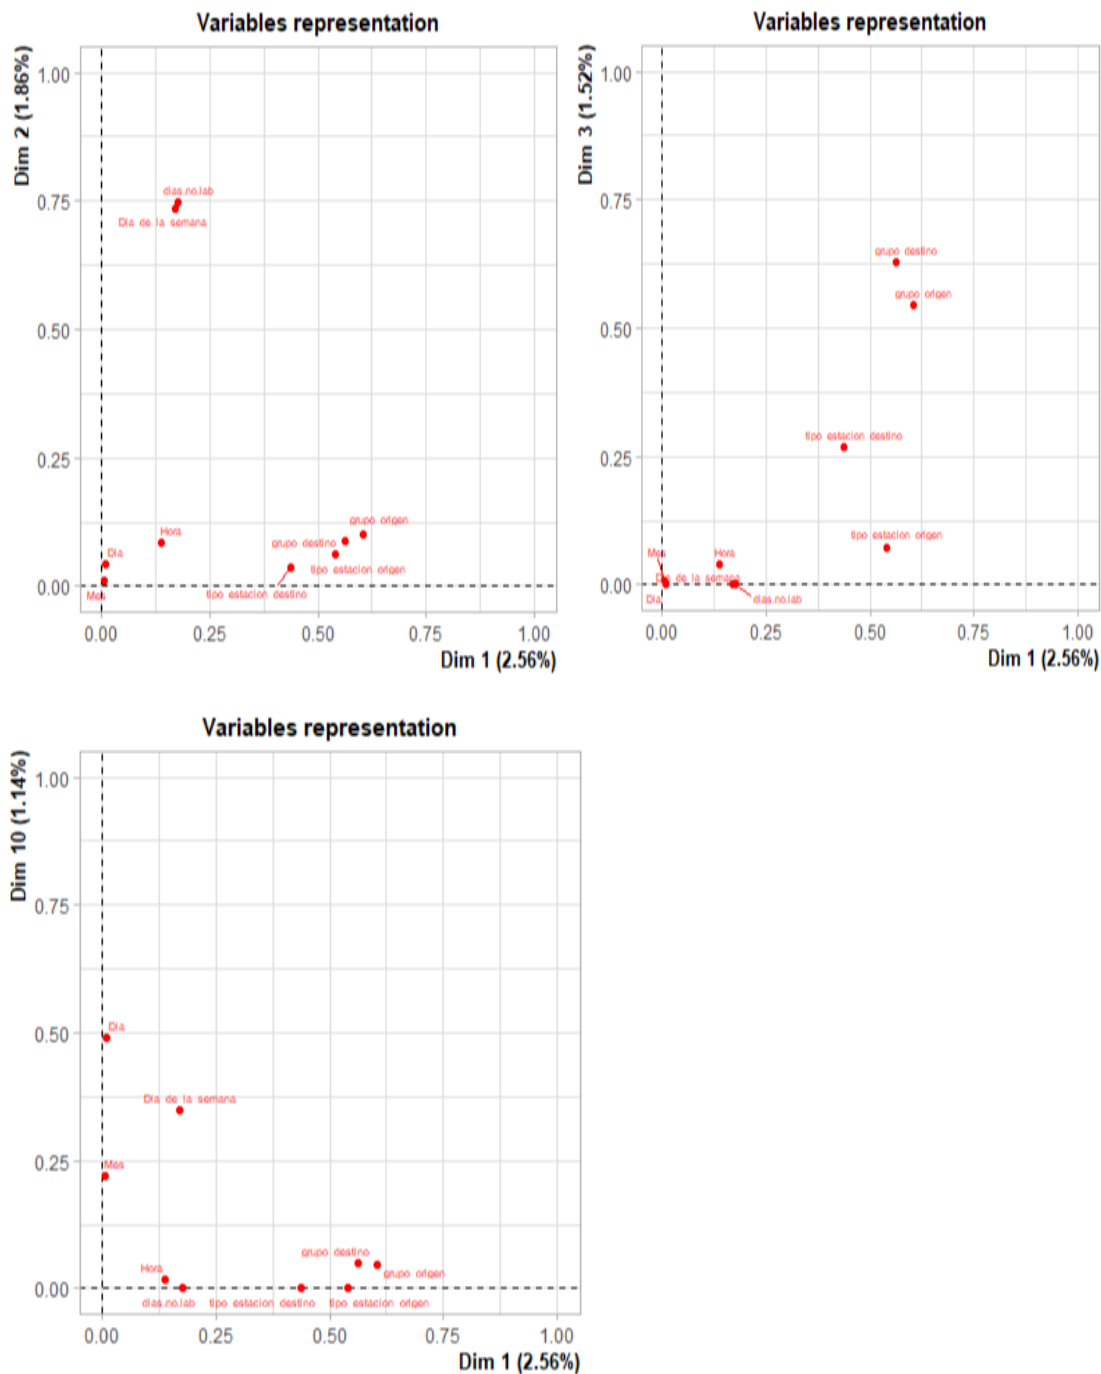 Variables representation
Dim 2 (1.86%)
1.00
0.75
0.50
0.25
0.00
dias.no.lab
Dia de la semana
Hora
Dia
Mes
grupo origen
grupo destino
tipo estacion origen
tipo estacion destino
0.00 0.25 0.50 0.75 1.00
Dim 1 (2.56%)
Variables representation
Dim 3 (1.52%)
1.00
0.75
0.50
0.25
0.00
grupo destino
grupo origen
tipo estacion destino
tipo estacion origen
Mes
Hora
Dia de la semana
Dia
dias.no.lab
0.00 0.25 0.50 0.75 1.00
Dim 1 (2.56%)
Variables representation
Dim 10 (1.14%)
1.00
0.75
0.50
0.25
0.00
Dia
Dia de la semana
Mes
grupo destino
Hora
grupo origen
dias.no.lab
tipo estacion destino
tipo estacion origen
0.00 0.25 0.50 0.75 1.00
Dim 1 (2.56%)